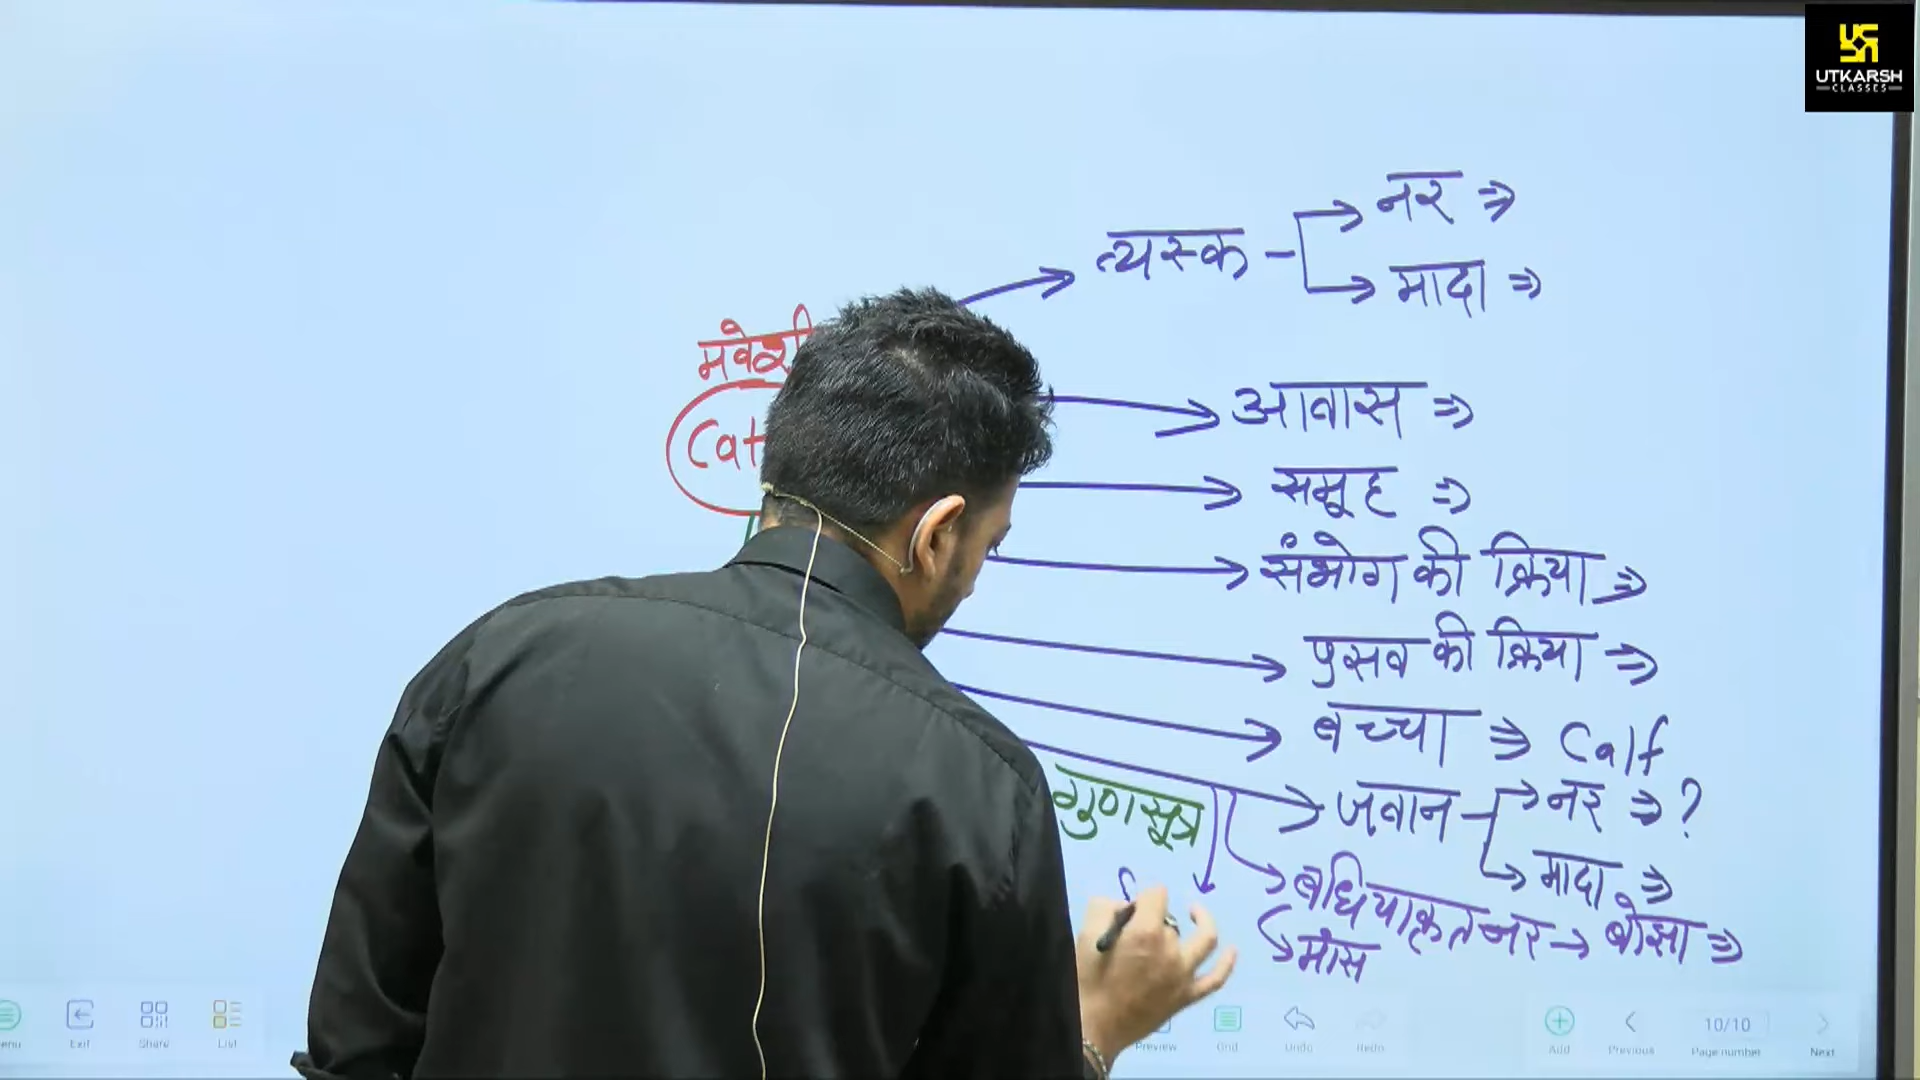 UTKARSH
CLASSES
नर ⇒
व्यस्क
मादा ⇒
मवेशी
Cat
आवास ⇒
समूह ⇒
संभोग की क्रिया ⇒
प्रसव की क्रिया ⇒
बच्चा ⇒ Calf
गुणसूत्र
जवान
नर ⇒ ?
मादा ⇒
बधियाकृत नर → बोझा ⇒
मांस
Exit
Share
List
Preview
Grid
Undo
Redo
Add
Previous
10/10
Page number
Next